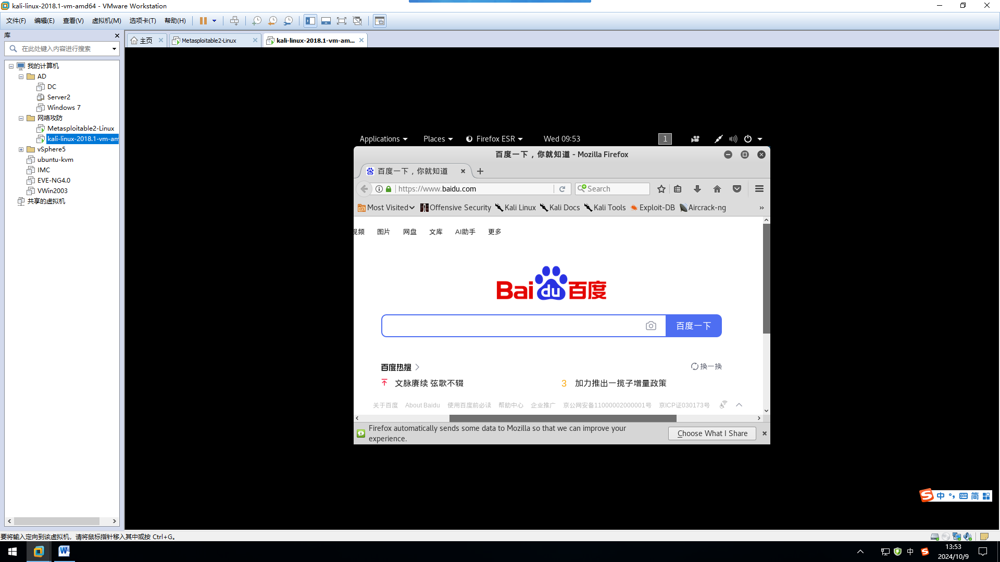 kali-linux-2018.1-vm-amd64 - VMware Workstation
文件(F) 编辑(E) 查看(V) 虚拟机(M) 选项卡(T) 帮助(H)
库
在此处键入内容进行搜索
我的计算机
AD
DC
Server2
Windows 7
网络攻防
Metasploitable2-Linux
kali-linux-2018.1-vm-am
vSphere5
ubuntu-kvm
IMC
EVE-NG4.0
VWin2003
共享的虚拟机
主页 Metasploitable2-Linux kali-linux-2018.1-vm-am...
Applications Places Firefox ESR Wed 09:53 1
百度一下，你就知道 - Mozilla Firefox
百度一下，你就知道
https://www.baidu.com Search
Most Visited Offensive Security Kali Linux Kali Docs Kali Tools Exploit-DB Aircrack-ng »
视频 图片 网盘 文库 AI助手 更多
Bai du 百度
百度一下
百度热搜 换一换
文脉赓续 弦歌不辍 3 加力推出一揽子增量政策
关于百度 About Baidu 使用百度前必读 帮助中心 企业推广 京公网安备11000002000001号 京ICP证030173号
Firefox automatically sends some data to Mozilla so that we can improve your
experience.
Choose What I Share
S 中 简
要将输入定向到该虚拟机，请将鼠标指针移入其中或按 Ctrl+G。
中 S 13:53
2024/10/9